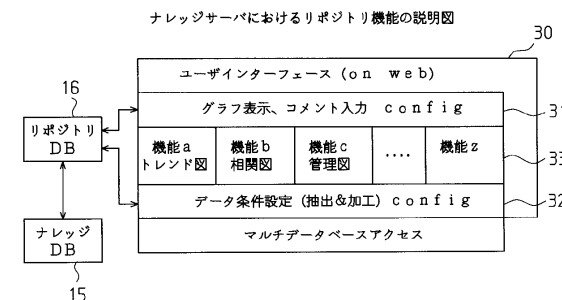 ナレッジサーバにおけるリポジトリ機能の説明図
30
ユーザインターフェース (on web)
16
グラフ表示、コメント入力 config
31
リポジトリ
DB
機能a
トレンド図
機能b
相関図
機能c
管理図
....
機能z
33
データ条件設定 (抽出&加工) config
32
ナレッジ
DB
マルチデータベースアクセス
15